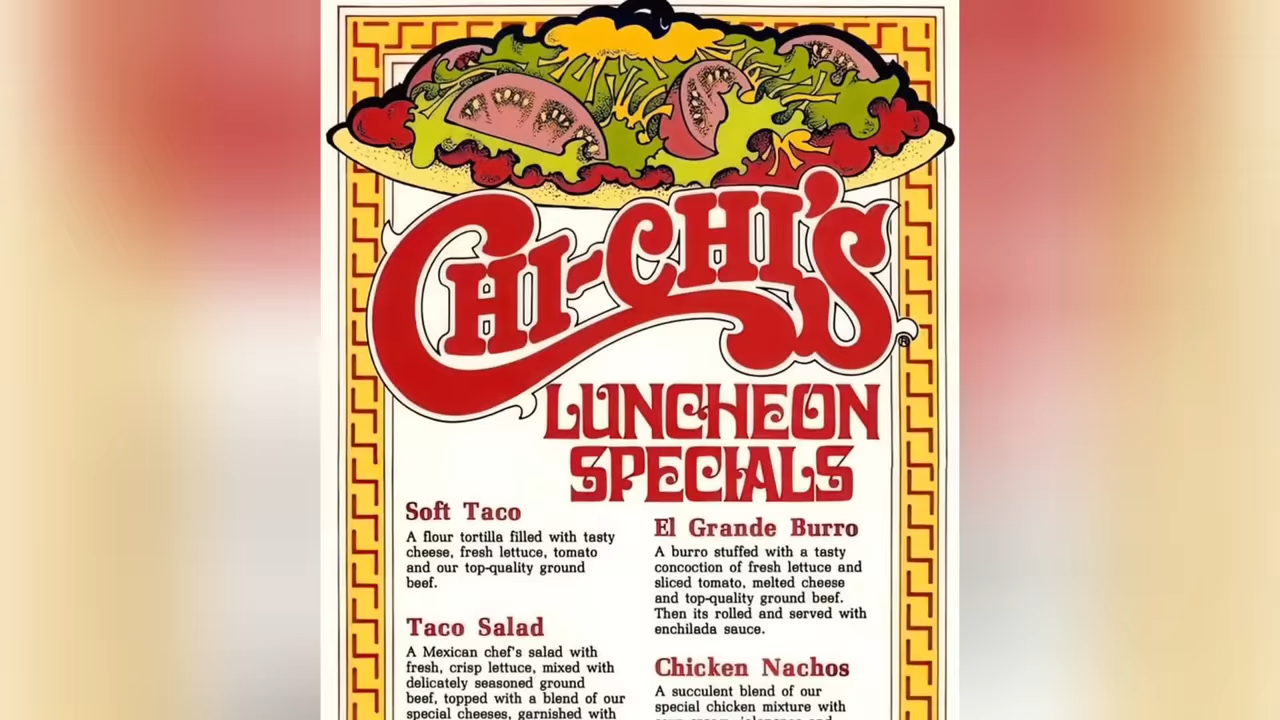 CHI-CHI'S
®
LUNCHEON
SPECIALS
Soft Taco
A flour tortilla filled with tasty
cheese, fresh lettuce, tomato
and our top-quality ground
beef.
Taco Salad
A Mexican chef's salad with
fresh, crisp lettuce, mixed with
delicately seasoned ground
beef, topped with a blend of our
special cheeses, garnished with
El Grande Burro
A burro stuffed with a tasty
concoction of fresh lettuce and
sliced tomato, melted cheese
and top-quality ground beef.
Then its rolled and served with
enchilada sauce.
Chicken Nachos
A succulent blend of our
special chicken mixture with